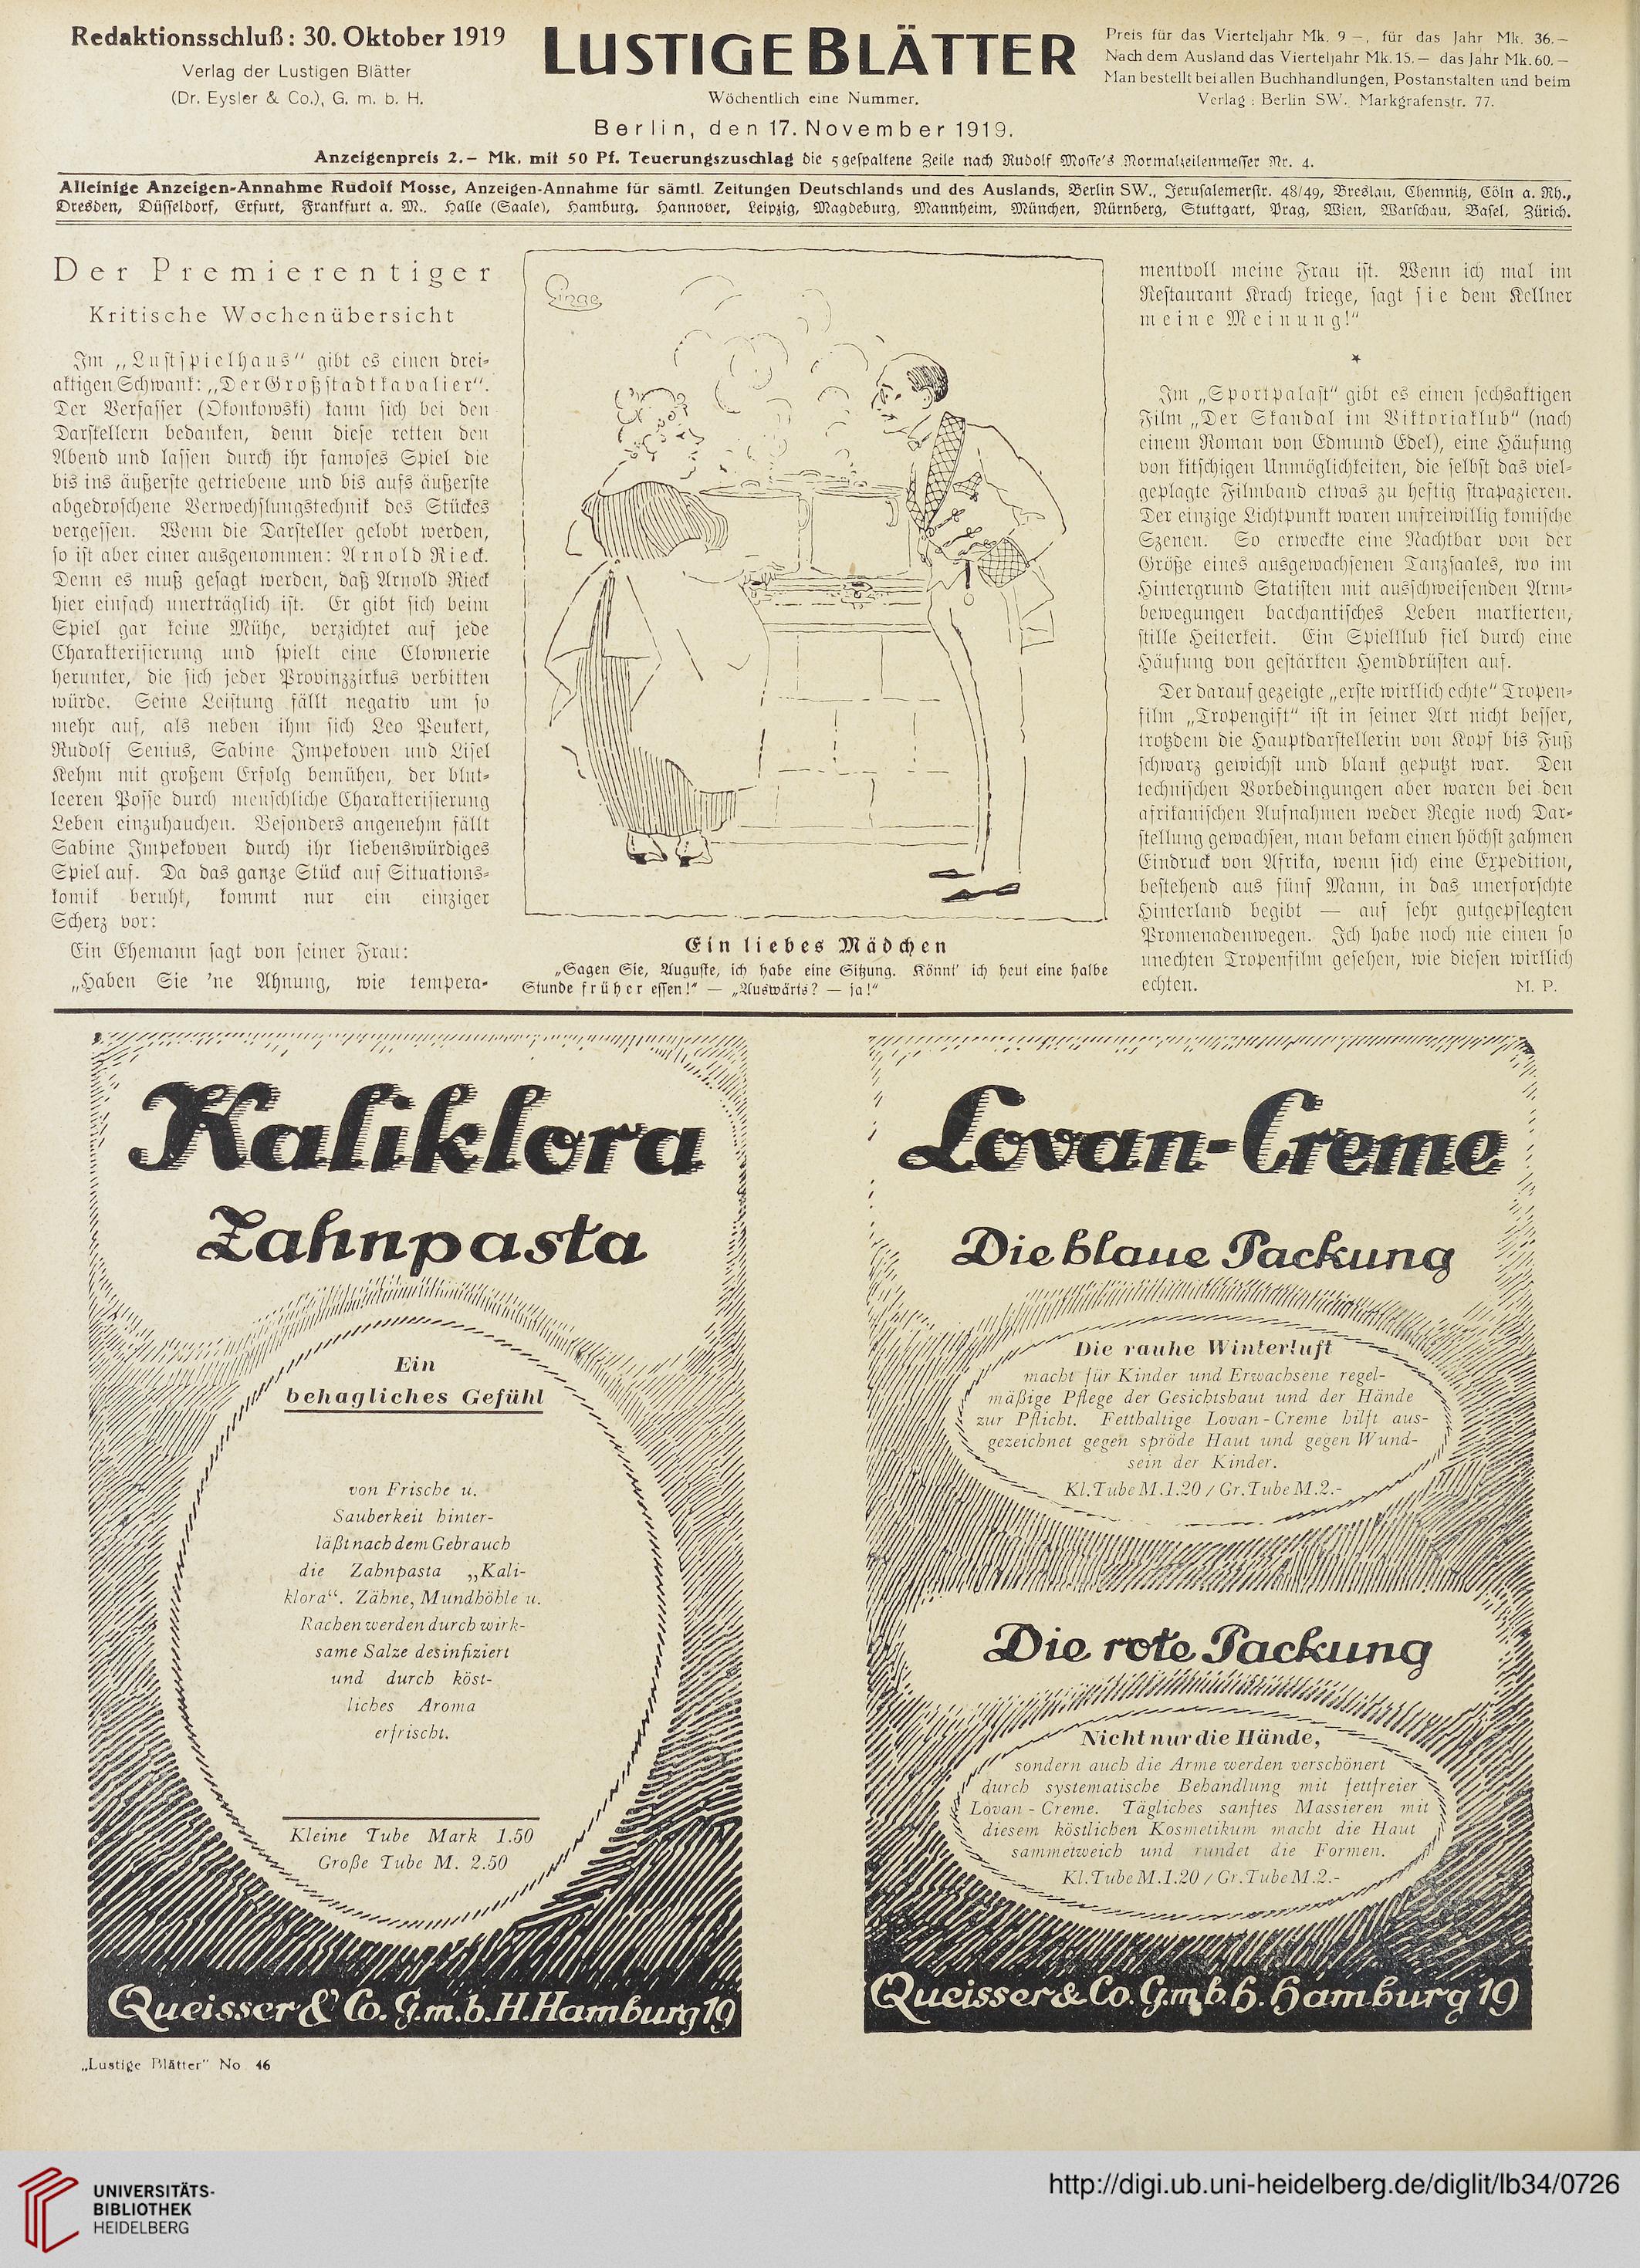 Redaktionsschluß: 30. Oktober 1919
Verlag der Lustigen Blätter
(Dr. Eysler & Co.), G. m. b. H.
LUSTIGE BLÄTTER
Wöchentlich eine Nummer.
Berlin, den 17. November 1919.
Preis für das Vierteljahr Mk. 9 —, für das Jahr Mk. 36.—
Nach dem Ausland das Vierteljahr Mk. 15.— das Jahr Mk. 60.—
Man bestellt bei allen Buchhandlungen, Postanstalten und beim
Verlag: Berlin SW. Markgrafenstr. 77.
Anzeigenpreis 2.– Mk. mit 50 Pf. Teuerungszuschlag die 5 gespaltene Zeile nach Rudolf Mosse's Normalzeilenmesser Nr. 4.
Alleinige Anzeigen-Annahme Rudolf Mosse, Anzeigen-Annahme für sämtl. Zeitungen Deutschlands und des Auslands, Berlin SW., Jerusalemerstr. 48/49, Breslau, Chemnitz, Cöln a. Rh.,
Dresden, Düsseldorf, Erfurt, Frankfurt a. M., Halle (Saale), Hamburg, Hannover, Leipzig, Magdeburg, Mannheim, München, Nürnberg, Stuttgart, Prag, Wien, Warschau, Basel, Zürich.
Der Premierentiger
Kritische Wochenübersicht
Im „Lustspielhaus" gibt es einen drei-
aktigen Schwank: „Der Großstadtkavalier".
Der Verfasser (Okonkowski) kann sich bei den
Darstellern bedanken, denn diese retten den
Abend und lassen durch ihr famoses Spiel die
bis ins äußerste getriebene und bis aufs äußerste
abgedroschene Verwechslungstechnik des Stückes
vergessen. Wenn die Darsteller gelobt werden,
so ist aber einer ausgenommen: Arnold Rieck.
Denn es muß gesagt werden, daß Arnold Rieck
hier einfach unerträglich ist. Er gibt sich beim
Spiel gar keine Mühe, verzichtet auf jede
Charakterisierung und spielt eine Clownerie
herunter, die sich jeder Provinzzirkus verbitten
würde. Seine Leistung fällt negativ um so
mehr auf, als neben ihm sich Leo Peukert,
Rudolf Senius, Sabine Impekoven und Lisel
Kehm mit großem Erfolg bemühen, der blut-
leeren Posse durch menschliche Charakterisierung
Leben einzuhauchen. Besonders angenehm fällt
Sabine Impekoven durch ihr liebenswürdiges
Spiel auf. Da das ganze Stück auf Situations-
komik beruht, kommt nur ein einziger
Scherz vor:
Ein Ehemann sagt von seiner Frau:
„Haben Sie 'ne Ahnung, wie tempera-
Ein liebes Mädchen
„Sagen Sie, Auguste, ich habe eine Sitzung. Könnt' ich heut eine halbe
Stunde früher essen!" — „Auswärts? — ja!"
mentvoll meine Frau ist. Wenn ich mal im
Restaurant Krach kriege, sagt sie dem Kellner
meine Meinung!"
*
Im „Sportpalast" gibt es einen sechsaktigen
Film „Der Skandal im Viktoriaklub" (nach
einem Roman von Edmund Edel), eine Häufung
von kitschigen Unmöglichkeiten, die selbst das viel-
geplagte Filmband etwas zu heftig strapazieren.
Der einzige Lichtpunkt waren unfreiwillig komische
Szenen. So erweckte eine Nachtbar von der
Größe eines ausgewachsenen Tanzsaales, wo im
Hintergrund Statisten mit ausschweifenden Arm-
bewegungen bacchantisches Leben markierten,
stille Heiterkeit. Ein Spielklub fiel durch eine
Häufung von gestärkten Hemdbrüsten auf.
Der darauf gezeigte „erste wirklich echte" Tropen-
film „Tropengift" ist in seiner Art nicht besser,
trotzdem die Hauptdarstellerin von Kopf bis Fuß
schwarz gewichst und blank geputzt war. Den
technischen Vorbedingungen aber waren bei den
afrikanischen Aufnahmen weder Regie noch Dar-
stellung gewachsen, man bekam einen höchst zahmen
Eindruck von Afrika, wenn sich eine Expedition,
bestehend aus fünf Mann, in das unerforschte
Hinterland begibt — auf sehr gutgepflegten
Promenadenwegen. Ich habe noch nie einen so
unechten Tropenfilm gesehen, wie diesen wirklich
echten. M. P.
Kaliklora
Zahnpasta
Ein
behagliches Gefühl
von Frische u.
Sauberkeit hinter-
läßt nach dem Gebrauch
die Zahnpasta „Kali-
klora". Zähne, Mundhöhle u.
Rachen werden durch wirk-
same Salze desinfiziert
und durch köst-
liches Aroma
erfrischt.
Kleine Tube Mark 1.50
Große Tube M. 2.50
Queisser & Co. G.m.b.H. Hamburg 19
Lovan-Creme
Die blaue Packung
Die rauhe Winterluft
macht für Kinder und Erwachsene regel-
mäßige Pflege der Gesichtshaut und der Hände
zur Pflicht. Fetthaltige Lovan-Creme hilft aus-
gezeichnet gegen spröde Haut und gegen Wund-
sein der Kinder.
Kl. Tube M. 1.20 / Gr. Tube M. 2.-
Die rote Packung
Nicht nur die Hände,
sondern auch die Arme werden verschönert
durch systematische Behandlung mit fettfreier
Lovan-Creme. Tägliches sanftes Massieren mit
diesem köstlichen Kosmetikum macht die Haut
sammetweich und rundet die Formen.
Kl. Tube M. 1.20 / Gr. Tube M. 2.-
Queisser & Co. G.m.b.H. Hamburg 19
„Lustige Blätter" No 46
UNIVERSITÄTS-
BIBLIOTHEK
HEIDELBERG
http://digi.ub.uni-heidelberg.de/diglit/lb34/0726